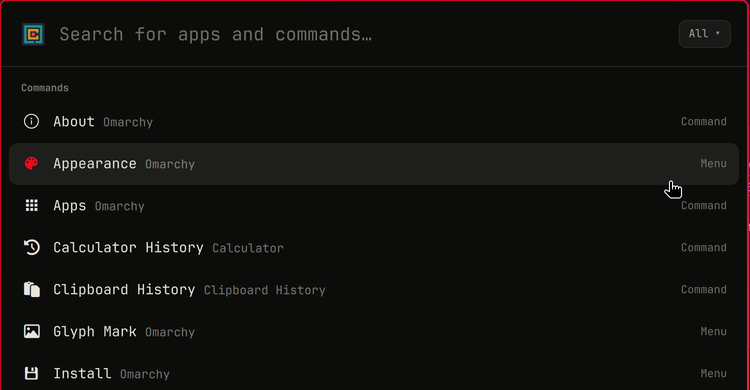 Search for apps and commands…
All ▾
Commands
About Omarchy Command
Appearance Omarchy Menu
Apps Omarchy Command
Calculator History Calculator Command
Clipboard History Clipboard History Command
Glyph Mark Omarchy Menu
Install Omarchy Menu